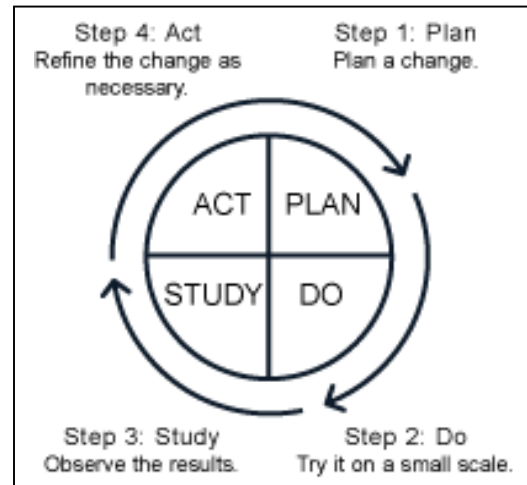 Step 4: Act
Refine the change as
necessary.
Step 1: Plan
Plan a change.
ACT
PLAN
STUDY
DO
Step 3: Study
Observe the results.
Step 2: Do
Try it on a small scale.